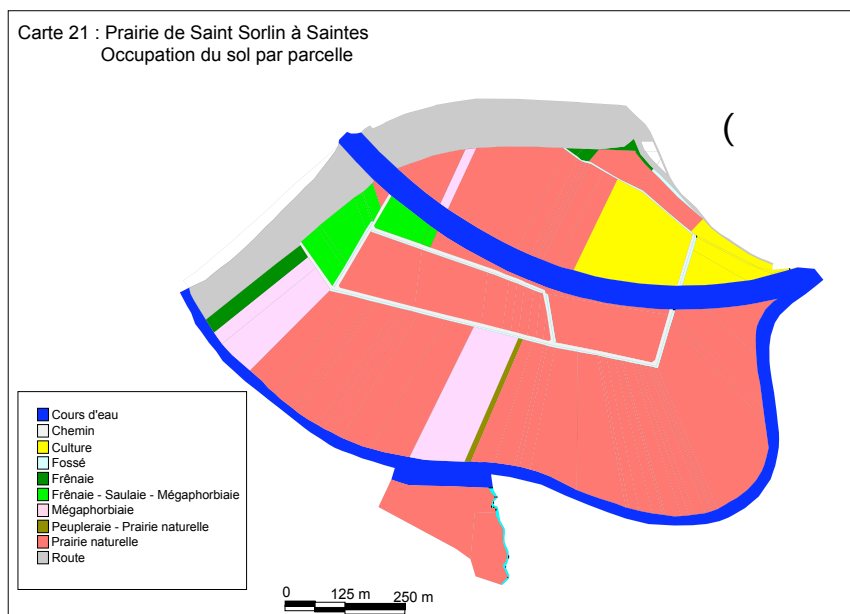 Carte 21 : Prairie de Saint Sorlin à Saintes
Occupation du sol par parcelle
(
Cours d'eau
Chemin
Culture
Fossé
Frênaie
Frênaie - Saulaie - Mégaphorbiaie
Mégaphorbiaie
Peupleraie - Prairie naturelle
Prairie naturelle
Route
0 125 m 250 m